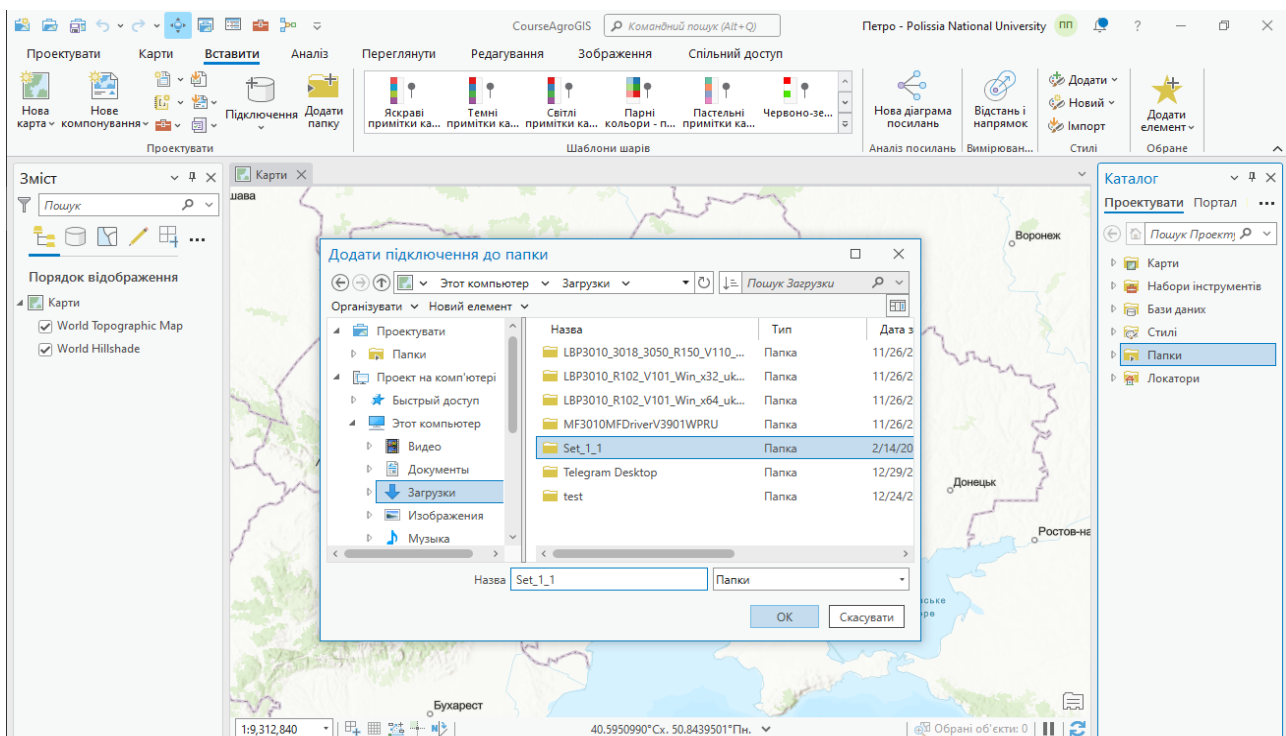 CourseAgroGIS
Командний пошук (Alt+Q)
Петро - Polissia National University
ПП
?
Проектувати Карти Вставити Аналіз Переглянути Редагування Зображення Спільний доступ
Нова карта
Нове компонування
Підключення
Додати папку
Яскраві примітки ка...
Темні примітки ка...
Світлі примітки ка...
Парні кольори - п...
Пастельні примітки ка...
Червоно-зе...
Нова діаграма посилань
Відстань і напрямок
Додати
Новий
Імпорт
Додати елемент
Проектувати
Шаблони шарів
Аналіз посилань
Вимірюван...
Стилі
Обране
Зміст
Пошук
Порядок відображення
Карти
World Topographic Map
World Hillshade
Карти
шава
Воронеж
Донецьк
Ростов-на
Бухарест
Додати підключення до папки
Этот компьютер Загрузки
Пошук Загрузки
Організувати Новий елемент
Проектувати
Папки
Проект на комп'ютері
Быстрый доступ
Этот компьютер
Видео
Документы
Загрузки
Изображения
Музыка
Назва Тип Дата з
LBP3010_3018_3050_R150_V110_... Папка 11/26/2
LBP3010_R102_V101_Win_x32_uk... Папка 11/26/2
LBP3010_R102_V101_Win_x64_uk... Папка 11/26/2
MF3010MFDriverV3901WPRU Папка 11/26/2
Set_1_1 Папка 2/14/20
Telegram Desktop Папка 12/29/2
test Папка 12/24/2
Назва Set_1_1 Папки
OK Скасувати
1:9,312,840
40.5950990°Сх. 50.8439501°Пн.
Обрані об'єкти: 0
Каталог
Проектувати Портал
Пошук Проект
Карти
Набори інструментів
Бази даних
Стилі
Папки
Локатори